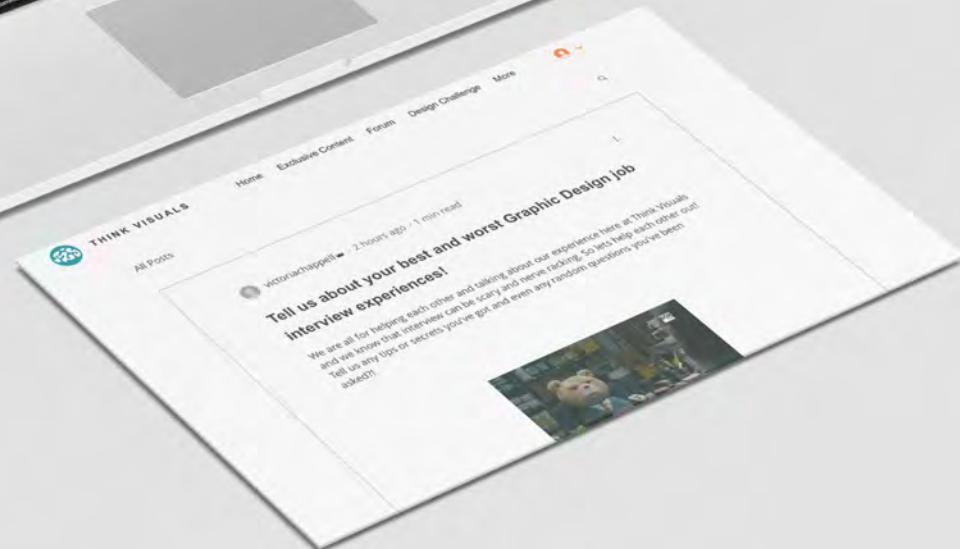 THINK VISUALS
Home Exclusive Content Forum Design Challenge More
All Posts
victoriachappell 2 hours ago · 1 min read
Tell us about your best and worst Graphic Design job
interview experiences!
We are all for helping each other and talking about our experience here at Think Visuals
and we know that interview can be scary and nerve racking. So lets help each other out!
Tell us any tips or secrets you've got and even any random questions you've been
asked?!